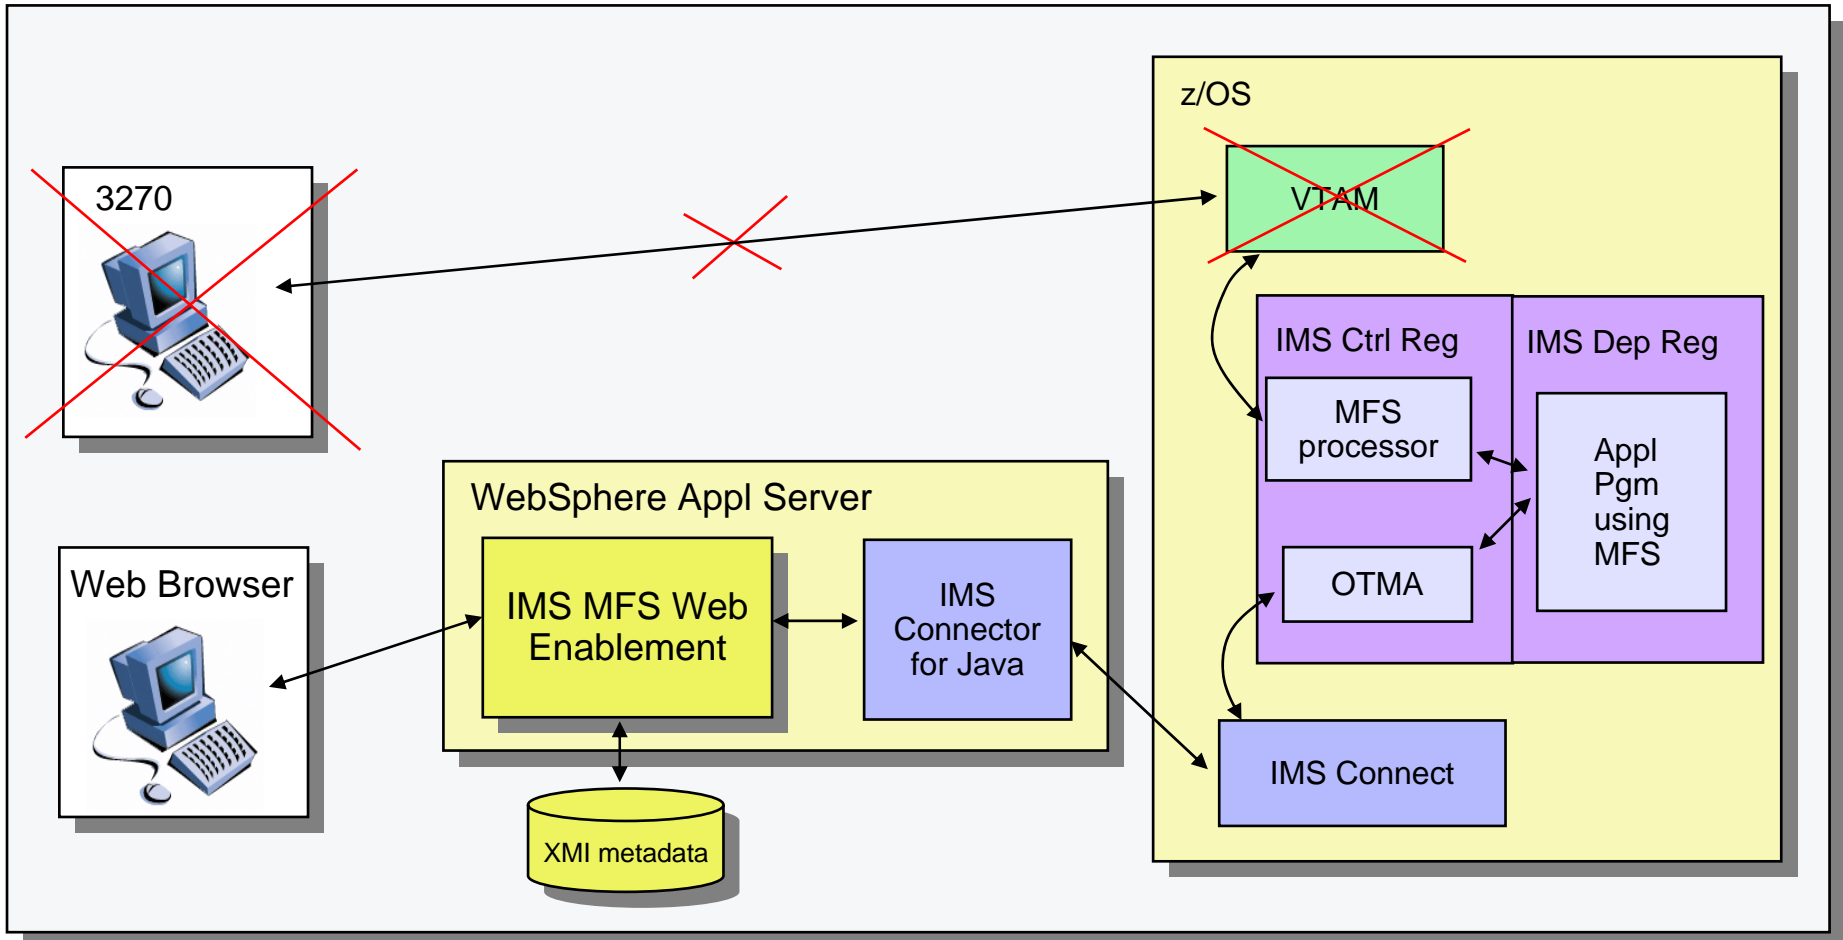 z/OS
3270
VTAM
IMS Ctrl Reg
IMS Dep Reg
MFS
processor
Appl
Pgm
using
MFS
OTMA
IMS Connect
WebSphere Appl Server
IMS MFS Web
Enablement
IMS
Connector
for Java
Web Browser
XMI metadata